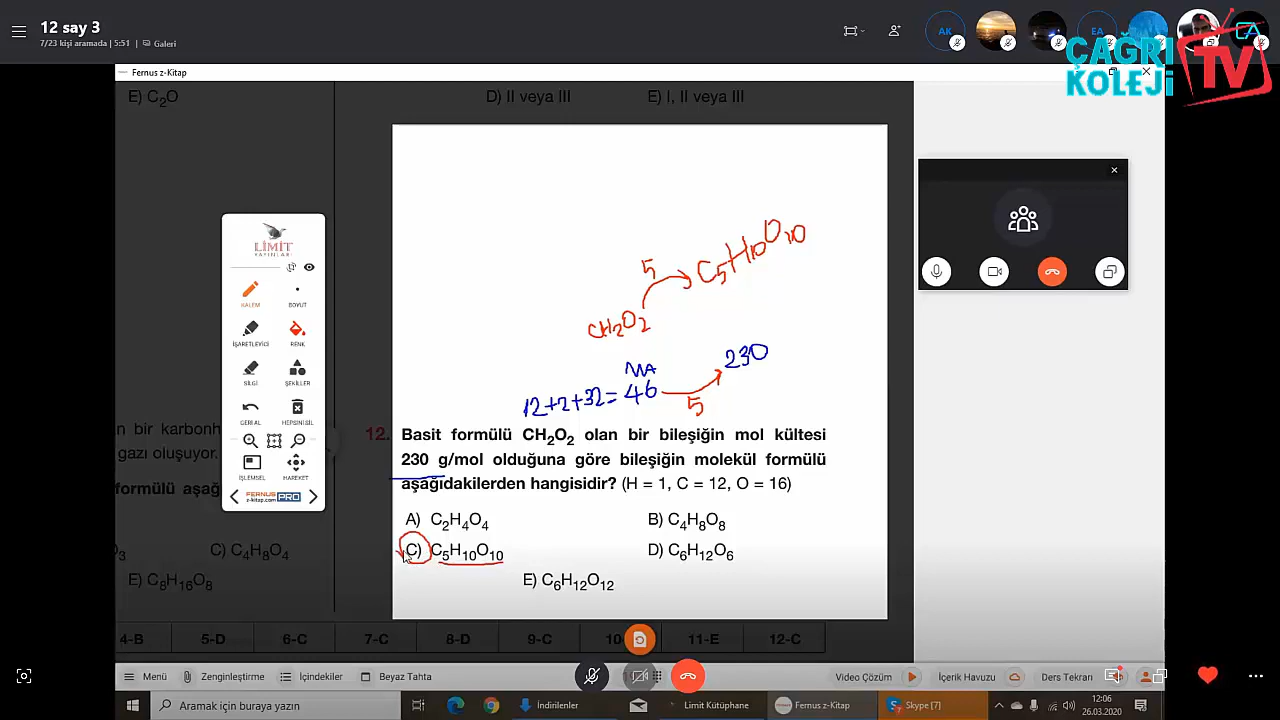 12 say 3
7/23 kişi aramada | 5:51 | Galeri
AK
EA
ÇAĞRI
KOLEJİ
TV
Fernus z-Kitap
E) C2O
D) II veya III
E) I, II veya III
LİMİT
YAYINLARI
KALEM
BOYUT
İŞARETLEYİCİ
RENK
SİLGİ
ŞEKİLLER
GERİ AL
HEPSİNİ SİL
İŞLEMSEL
HAREKET
FERNUS
z-kitap.com
PRO
5
C5H10O10
CH2O2
MA
230
12+2+32=46
5
12.
Basit formülü CH2O2 olan bir bileşiğin mol kültesi
230 g/mol olduğuna göre bileşiğin molekül formülü
aşağıdakilerden hangisidir? (H = 1, C = 12, O = 16)
A) C2H4O4
B) C4H8O8
C) C5H10O10
D) C6H12O6
E) C6H12O12
n bir karbonh
gazı oluşuyor.
formülü aşağ
O3
C) C4H8O4
E) C8H16O8
4-B
5-D
6-C
7-C
8-D
9-C
10
11-E
12-C
Menü
Zenginleştirme
İçindekiler
Beyaz Tahta
Video Çözüm
İçerik Havuzu
Ders Tekrarı
Aramak için buraya yazın
İndirilenler
Limit Kütüphane
Fernus z-Kitap
Skype [7]
12:06
26.03.2020